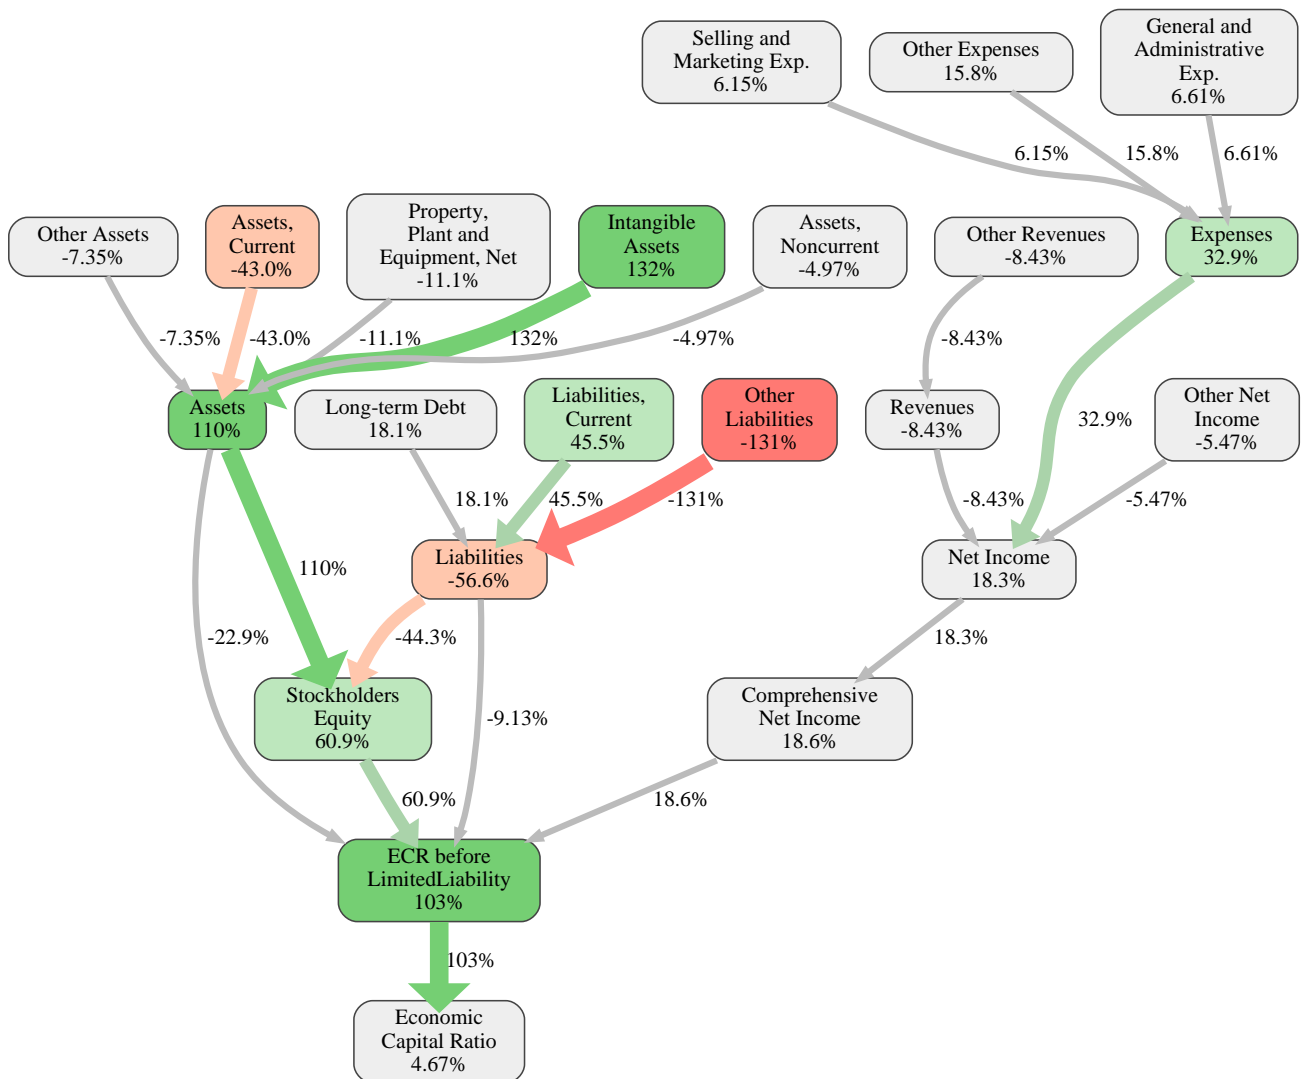 Selling and
Marketing Exp.
6.15%
Other Expenses
15.8%
General and
Administrative
Exp.
6.61%
6.15%
15.8%
6.61%
Other Assets
-7.35%
Assets,
Current
-43.0%
Property,
Plant and
Equipment, Net
-11.1%
Intangible
Assets
132%
Assets,
Noncurrent
-4.97%
Other Revenues
-8.43%
Expenses
32.9%
-7.35%
-43.0%
-11.1%
132%
-4.97%
-8.43%
Assets
110%
Long-term Debt
18.1%
Liabilities,
Current
45.5%
Other
Liabilities
-131%
Revenues
-8.43%
32.9%
Other Net
Income
-5.47%
18.1%
45.5%
-131%
-8.43%
-5.47%
110%
Liabilities
-56.6%
Net Income
18.3%
-22.9%
-44.3%
18.3%
Stockholders
Equity
60.9%
-9.13%
Comprehensive
Net Income
18.6%
60.9%
18.6%
ECR before
LimitedLiability
103%
103%
Economic
Capital Ratio
4.67%